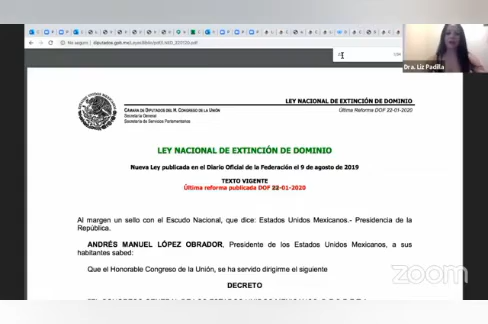 No seguro
Dra. Liz Padilla
CÁMARA DE DIPUTADOS DEL H. CONGRESO DE LA UNIÓN
Secretaría General
Secretaría de Servicios Parlamentarios
LEY NACIONAL DE EXTINCIÓN DE DOMINIO
Última Reforma DOF 22-01-2020
LEY NACIONAL DE EXTINCIÓN DE DOMINIO
Nueva Ley publicada en el Diario Oficial de la Federación el 9 de agosto de 2019
TEXTO VIGENTE
Última reforma publicada DOF 22-01-2020
Al margen un sello con el Escudo Nacional, que dice: Estados Unidos Mexicanos.- Presidencia de la
República.
ANDRÉS MANUEL LÓPEZ OBRADOR, Presidente de los Estados Unidos Mexicanos, a sus
habitantes sabed:
Que el Honorable Congreso de la Unión, se ha servido dirigirme el siguiente
DECRETO
zoom